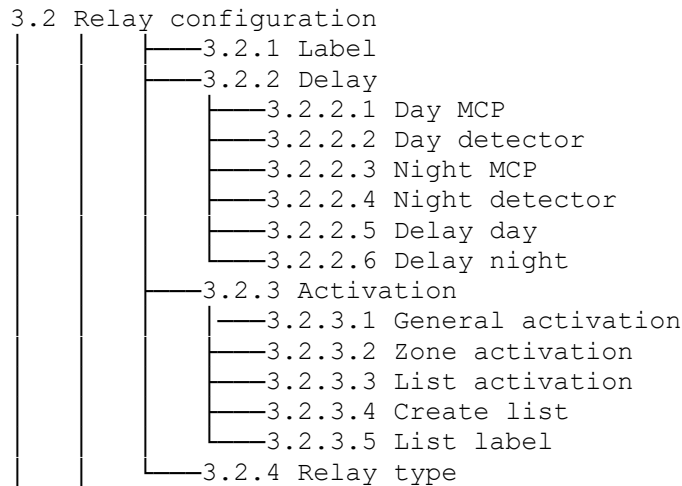 3.2 Relay configuration
3.2.1 Label
3.2.2 Delay
3.2.2.1 Day MCP
3.2.2.2 Day detector
3.2.2.3 Night MCP
3.2.2.4 Night detector
3.2.2.5 Delay day
3.2.2.6 Delay night
3.2.3 Activation
3.2.3.1 General activation
3.2.3.2 Zone activation
3.2.3.3 List activation
3.2.3.4 Create list
3.2.3.5 List label
3.2.4 Relay type